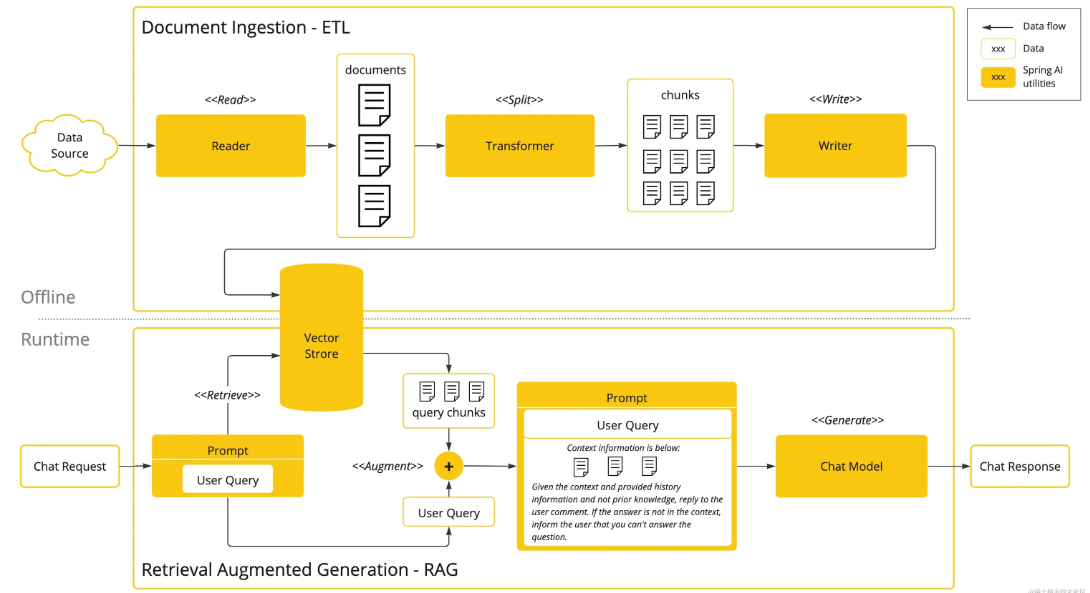 Document Ingestion - ETL
Data flow
xxx
Data
xxx
Spring AI
utilities
documents
<<Read>>
<<Split>>
chunks
<<Write>>
Data
Source
Reader
Transformer
Writer
Offline
Runtime
Vector
Strore
<<Retrieve>>
query chunks
Prompt
User Query
Chat Request
<<Augment>>
+
User Query
Prompt
User Query
Context information is below:
Given the context and provided history
information and not prior knowledge, reply to the
user comment. If the answer is not in the context,
inform the user that you can't answer the
question.
<<Generate>>
Chat Model
Chat Response
Retrieval Augmented Generation - RAG